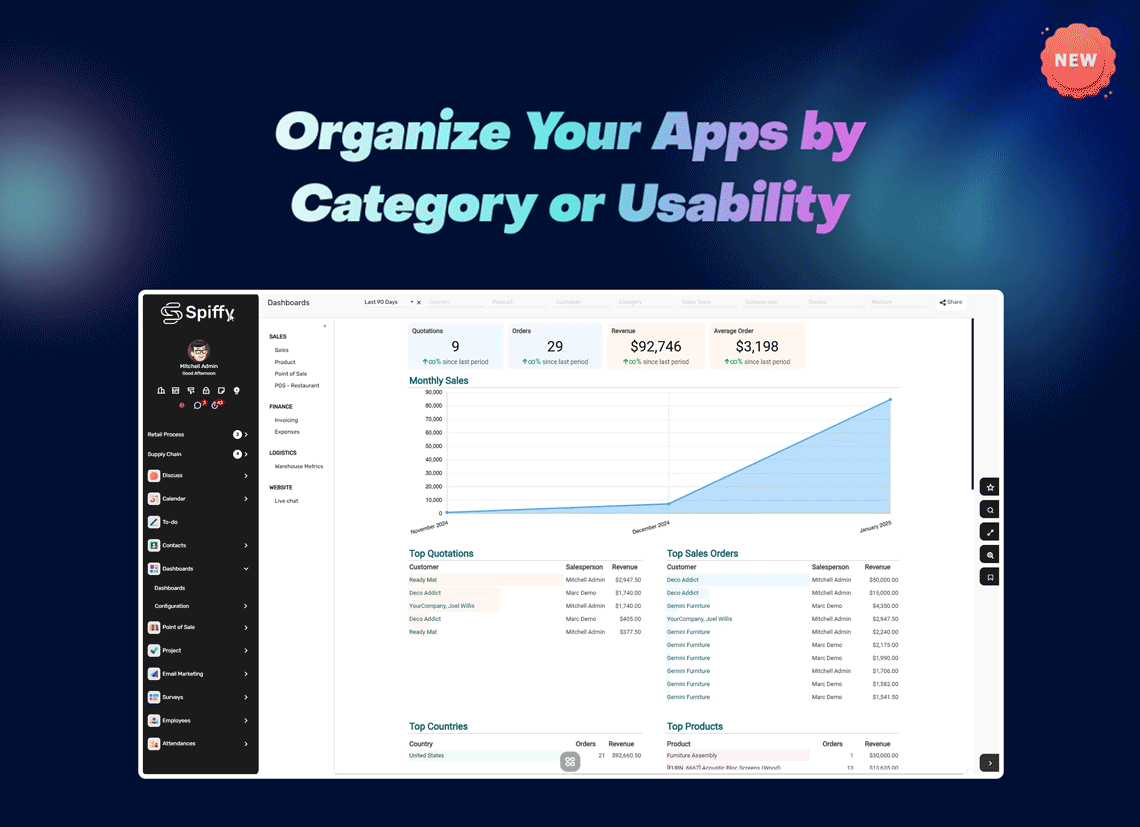 NEW
Organize Your Apps by
Category or Usability
Spiffy
Mitchell Admin
Good Afternoon
Retail Process 3
Supply Chain 4
Discuss
Calendar
To-do
Contacts
Dashboards
Dashboards
Configuration
Point of Sale
Project
Email Marketing
Surveys
Employees
Attendances
Dashboards
Last 90 Days Country Product Customer Category Sales Team Source Medium
Share
SALES
Sales
Product
Point of Sale
POS - Restaurant
FINANCE
Invoicing
Expenses
LOGISTICS
Warehouse Metrics
WEBSITE
Live chat
Quotations
9
∞% since last period
Orders
29
∞% since last period
Revenue
$92,746
∞% since last period
Average Order
$3,198
∞% since last period
Monthly Sales
90,000
80,000
70,000
60,000
50,000
40,000
30,000
20,000
10,000
0
November 2024 December 2024 January 2025
Top Quotations
Customer Salesperson Revenue
Ready Mat Mitchell Admin $2,947.50
Deco Addict Marc Demo $1,740.00
YourCompany, Joel Willis Mitchell Admin $1,740.00
Deco Addict Marc Demo $405.00
Ready Mat Mitchell Admin $377.50
Top Sales Orders
Customer Salesperson Revenue
Deco Addict Mitchell Admin $50,000.00
Deco Addict Mitchell Admin $15,000.00
Gemini Furniture Marc Demo $4,350.00
YourCompany, Joel Willis Mitchell Admin $2,947.50
Gemini Furniture Mitchell Admin $2,240.00
Gemini Furniture Marc Demo $2,175.00
Gemini Furniture Marc Demo $1,990.00
Gemini Furniture Mitchell Admin $1,706.00
Gemini Furniture Marc Demo $1,582.00
Gemini Furniture Marc Demo $1,541.50
Top Countries
Country Orders Revenue
United States 21 $92,660.50
Top Products
Product Orders Revenue
Furniture Assembly 1 $30,000.00
[FURN_6667] Acoustic Bloc Screens (Wood) 13 $13,635.00